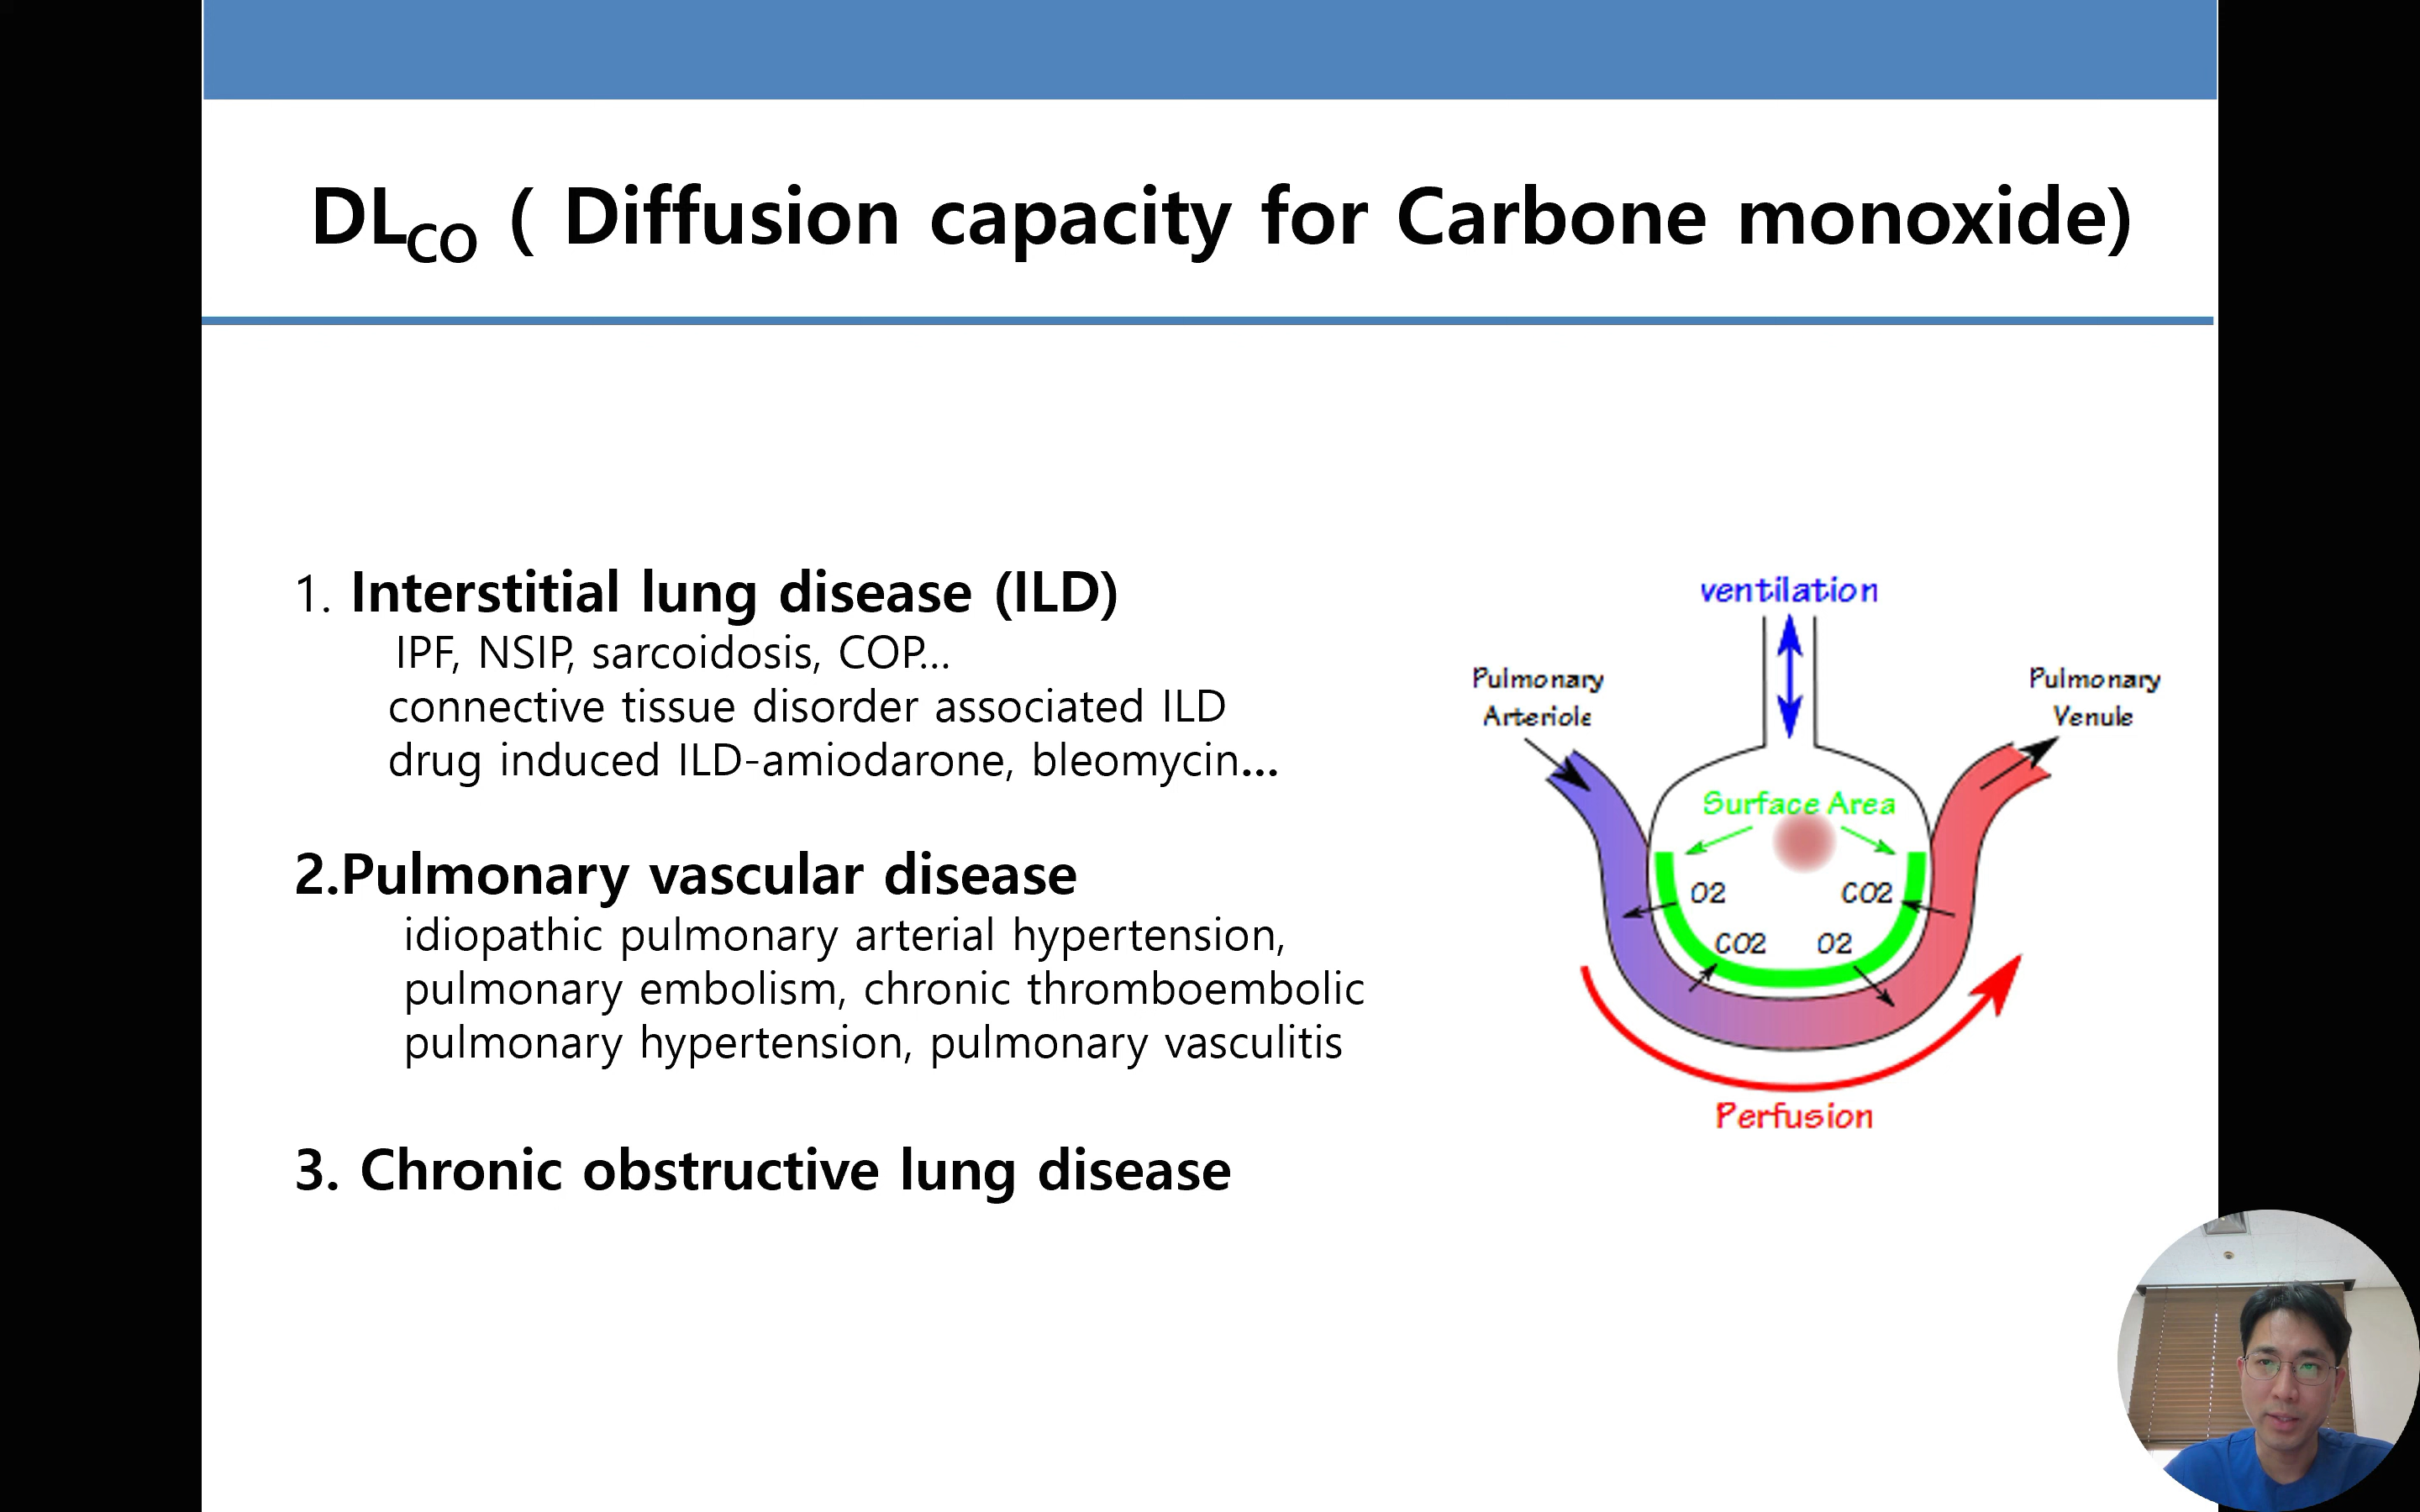 DLCO ( Diffusion capacity for Carbone monoxide)
1. Interstitial lung disease (ILD)
IPF, NSIP, sarcoidosis, COP...
connective tissue disorder associated ILD
drug induced ILD-amiodarone, bleomycin...
2.Pulmonary vascular disease
idiopathic pulmonary arterial hypertension,
pulmonary embolism, chronic thromboembolic
pulmonary hypertension, pulmonary vasculitis
3. Chronic obstructive lung disease
ventilation
Pulmonary
Arteriole
Pulmonary
Venule
Surface Area
O2
CO2
CO2
O2
Perfusion